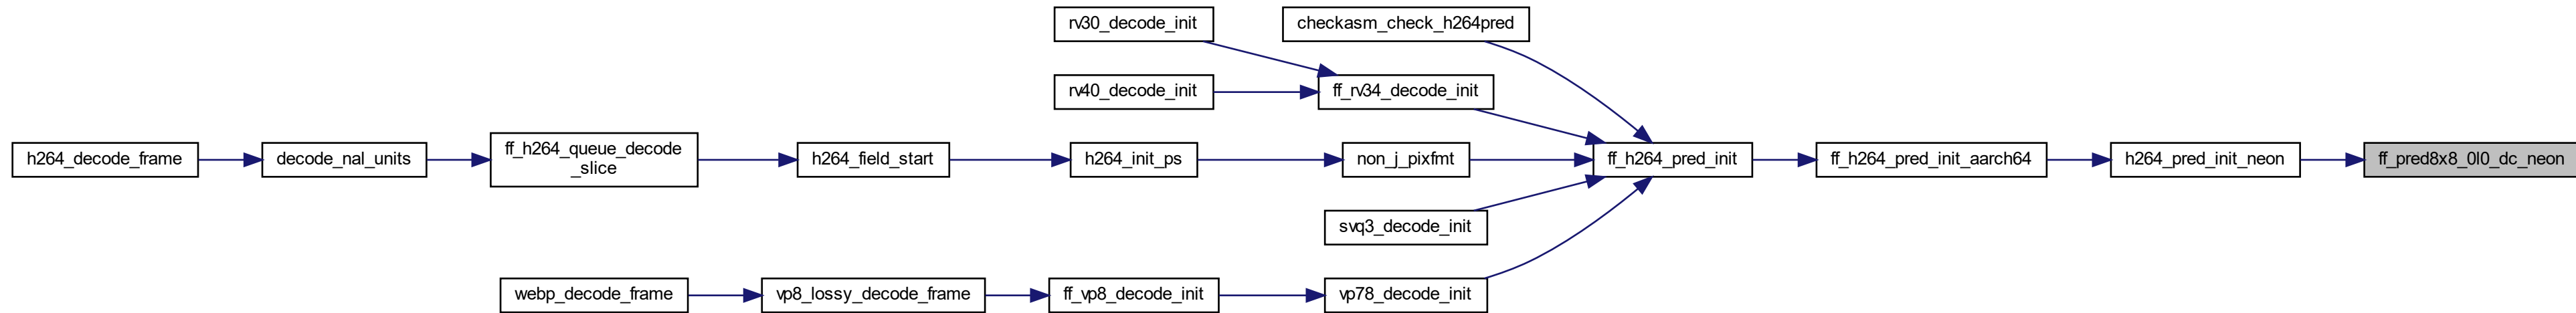 rv30_decode_init
checkasm_check_h264pred
rv40_decode_init
ff_rv34_decode_init
h264_decode_frame
decode_nal_units
ff_h264_queue_decode
_slice
h264_field_start
h264_init_ps
non_j_pixfmt
ff_h264_pred_init
ff_h264_pred_init_aarch64
h264_pred_init_neon
ff_pred8x8_0l0_dc_neon
svq3_decode_init
webp_decode_frame
vp8_lossy_decode_frame
ff_vp8_decode_init
vp78_decode_init